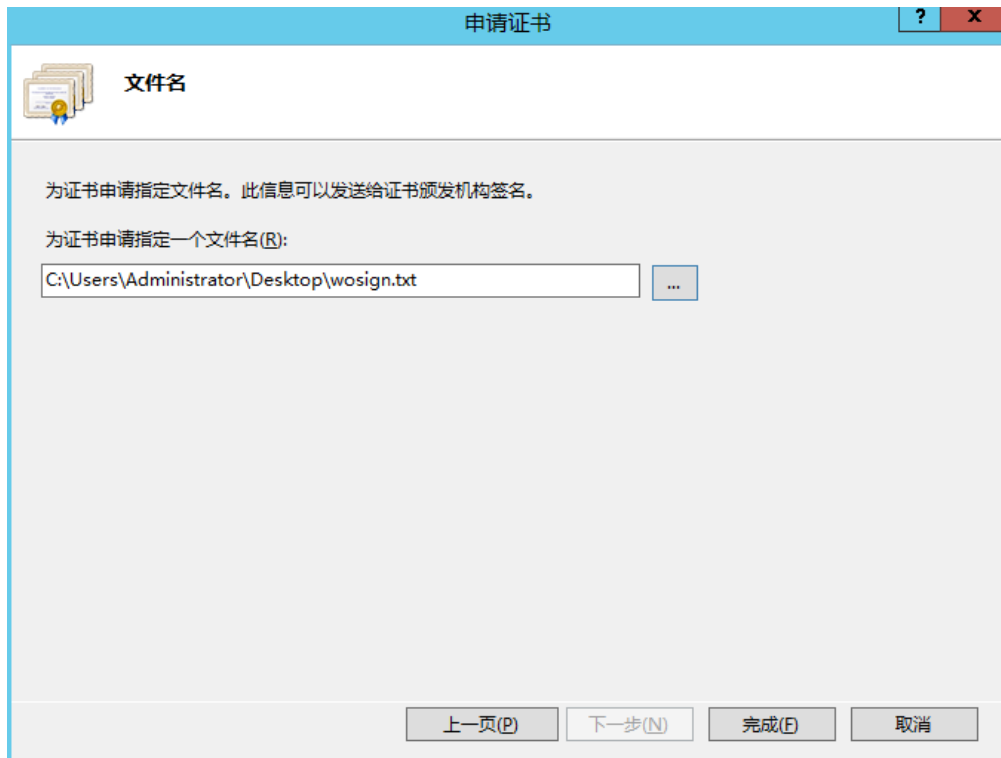 申请证书
? x
文件名
为证书申请指定文件名。此信息可以发送给证书颁发机构签名。
为证书申请指定一个文件名(R):
C:\Users\Administrator\Desktop\wosign.txt
...
上一页(P) 下一步(N) 完成(F) 取消